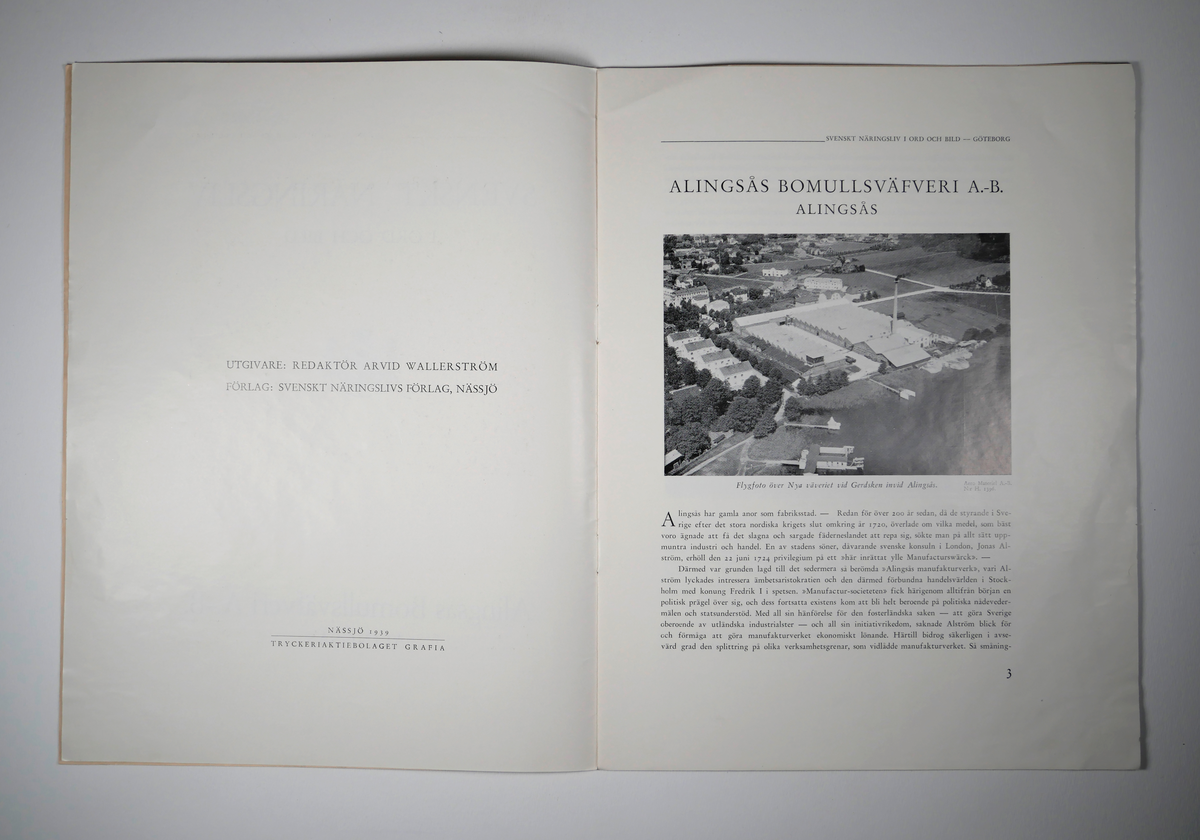 UTGIVARE: REDAKTÖR ARVID WALLERSTRÖM
FÖRLAG: SVENSKT NÄRINGSLIVS FÖRLAG, NÄSSJÖ
NÄSSJÖ 1939
TRYCKERIAKTIEBOLAGET GRAFIA
SVENSKT NÄRINGSLIV I ORD OCH BILD — GÖTEBORG
ALINGSÅS BOMULLSVÄFVERI A.-B.
ALINGSÅS
Flygfoto över Nya väveriet vid Gerdsken invid Alingsås.
Alingsås har gamla anor som fabriksstad. — Redan för över 200 år sedan, då de styrande i Sve-
rige efter det stora nordiska krigets slut omkring år 1720, överlade om vilka medel, som bäst
voro ägnade att få det slagna och sargade fäderneslandet att repa sig, sökte man på allt sätt upp-
muntra industri och handel. En av stadens söner, dåvarande svenske konsuln i London, Jonas Al-
ström, erhöll den 22 juni 1724 privilegium på ett »här inrättat ylle Manufacturswärck». —
Därmed var grunden lagd till det sedermera så berömda »Alingsås manufakturverk», vari Al-
ström lyckades intressera ämbetsaristokratien och den därmed förbundna handelsvärlden i Stock-
holm med konung Fredrik I i spetsen. »Manufactur-societeten» fick härigenom alltifrån början en
politisk prägel över sig, och dess fortsatta existens kom att bli helt beroende på politiska nådeveder-
mälen och statsunderstöd. Med all sin hänförelse för den fosterländska saken — att göra Sverige
oberoende av utländska industrialster — och all sin initiativrikedom, saknade Alström blick för
och förmåga att göra manufakturverket ekonomiskt lönande. Härtill bidrog säkerligen i avse-
värd grad den splittring på olika verksamhetsgrenar, som vidlådde manufakturverket. Så småning-
3